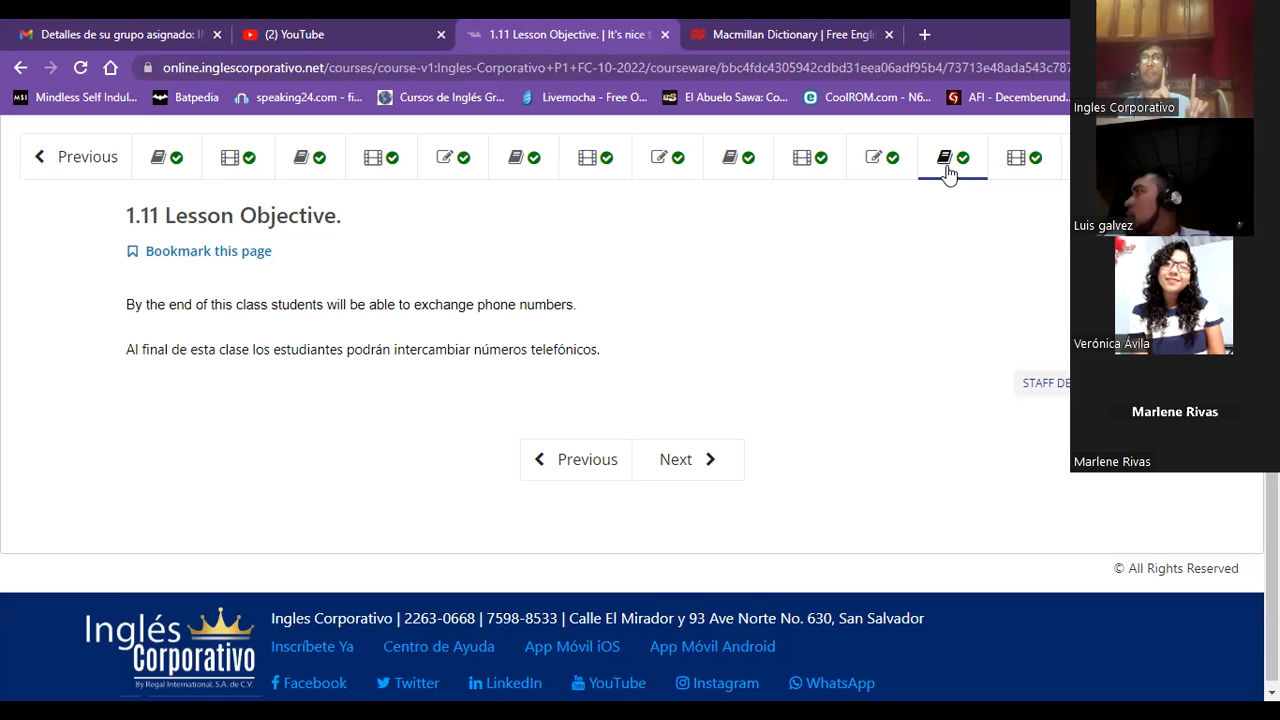 Detalles de su grupo asignado: I
(2) YouTube
1.11 Lesson Objective. | It's nice t
Macmillan Dictionary | Free Engl
online.inglescorporativo.net/courses/course-v1:Ingles-Corporativo+P1+FC-10-2022/courseware/bbc4fdc4305942cdbd31eea06adf95b4/73713e48ada543c787
Mindless Self Indul...
Batpedia
speaking24.com - fi...
Cursos de Inglés Gr...
Livemocha - Free O...
El Abuelo Sawa: Co...
CoolROM.com - N6...
AFI - Decemberund...
Previous
1.11 Lesson Objective.
Bookmark this page
By the end of this class students will be able to exchange phone numbers.
Al final de esta clase los estudiantes podrán intercambiar números telefónicos.
STAFF DE
Previous
Next
© All Rights Reserved
Inglés
Corporativo
By Regal International, S.A. de C.V.
Ingles Corporativo | 2263-0668 | 7598-8533 | Calle El Mirador y 93 Ave Norte No. 630, San Salvador
Inscríbete Ya
Centro de Ayuda
App Móvil iOS
App Móvil Android
Facebook
Twitter
LinkedIn
YouTube
Instagram
WhatsApp
Ingles Corporativo
Luis galvez
Verónica Ávila
Marlene Rivas
Marlene Rivas